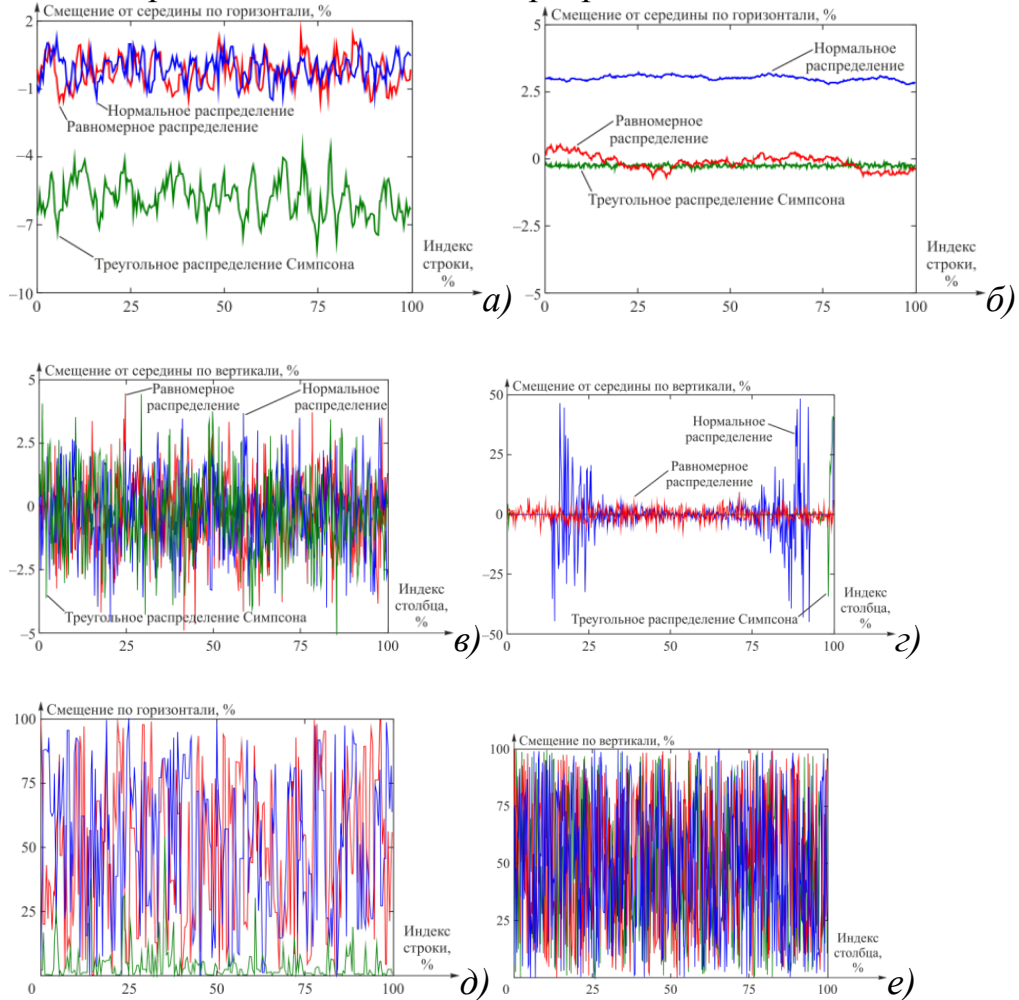 Смещение от середины по горизонтали, %
2
−1
−4
−7
−10
Нормальное распределение
Равномерное распределение
Треугольное распределение Симпсона
Индекс
строки,
%
0 25 50 75 100
а)
Смещение от середины по горизонтали, %
5
2.5
0
−2.5
−5
Нормальное
распределение
Равномерное
распределение
Треугольное распределение Симпсона
Индекс
строки,
%
0 25 50 75 100
б)
Смещение от середины по вертикали, %
5
2.5
0
−2.5
−5
Равномерное
распределение
Нормальное
распределение
Треугольное распределение Симпсона
Индекс
столбца,
%
0 25 50 75 100
в)
Смещение от середины по вертикали, %
50
25
0
−25
−50
Нормальное
распределение
Равномерное
распределение
Треугольное распределение Симпсона
Индекс
столбца,
%
0 25 50 75 100
г)
Смещение по горизонтали, %
100
75
50
25
Индекс
строки,
%
0 25 50 75 100
д)
Смещение по вертикали, %
100
75
50
25
Индекс
столбца,
%
0 25 50 75 100
е)